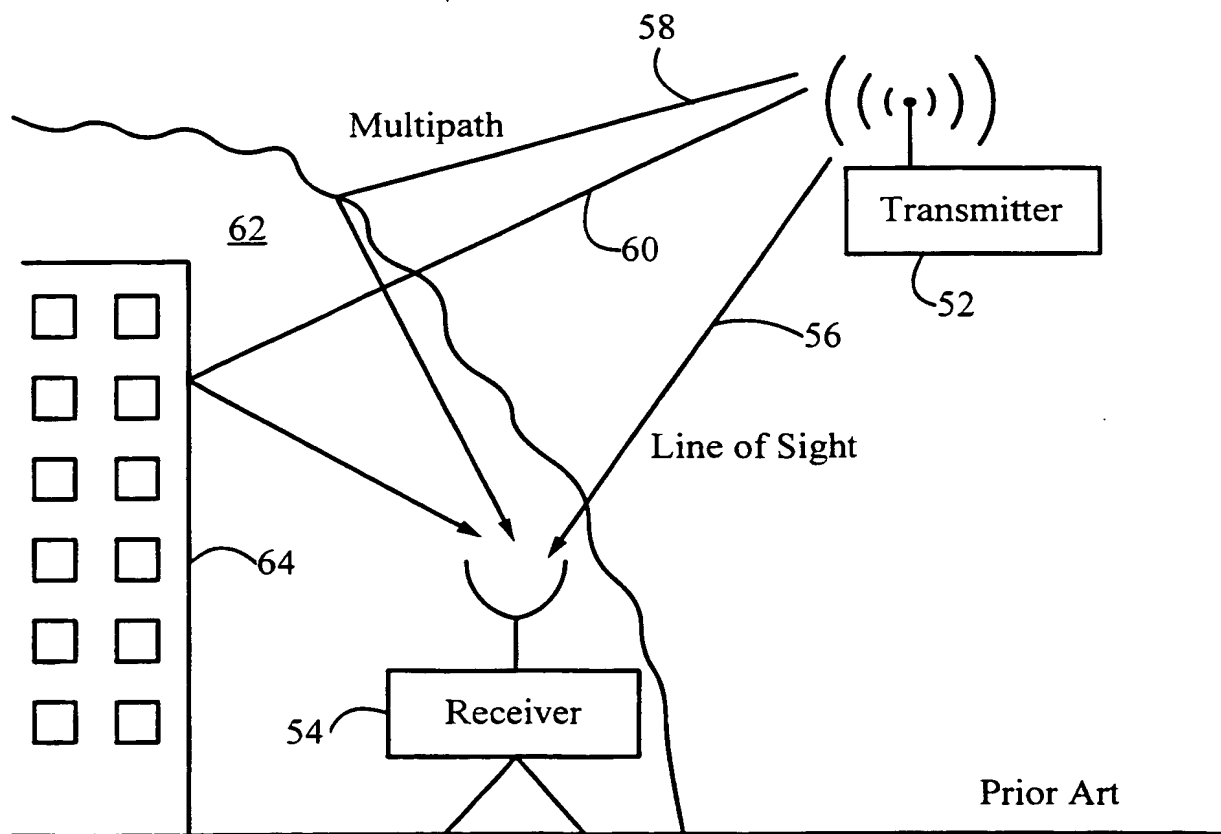 58
Multipath
62
60
Transmitter
52
56
Line of Sight
64
54
Receiver
Prior Art